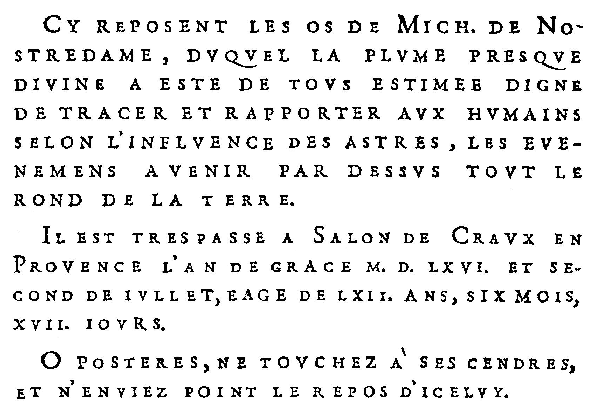 CY REPOSENT LES OS DE MICH. DE NO-
STREDAME, DVQVEL LA PLVME PRESQVE
DIVINE A ESTE DE TOVS ESTIMEE DIGNE
DE TRACER ET RAPPORTER AVX HVMAINS
SELON L'INFLVENCE DES ASTRES, LES EVE-
NEMENS AVENIR PAR DESSVS TOVT LE
ROND DE LA TERRE.
IL EST TRESPASSE A SALON DE CRAVX EN
PROVENCE L'AN DE GRACE M. D. LXVI. ET SE-
COND DE IVLLET, EAGE DE LXII. ANS, SIX MOIS,
XVII. IOVRS.
O POSTERES, NE TOVCHEZ À SES CENDRES,
ET N'ENVIEZ POINT LE REPOS D'ICELVY.